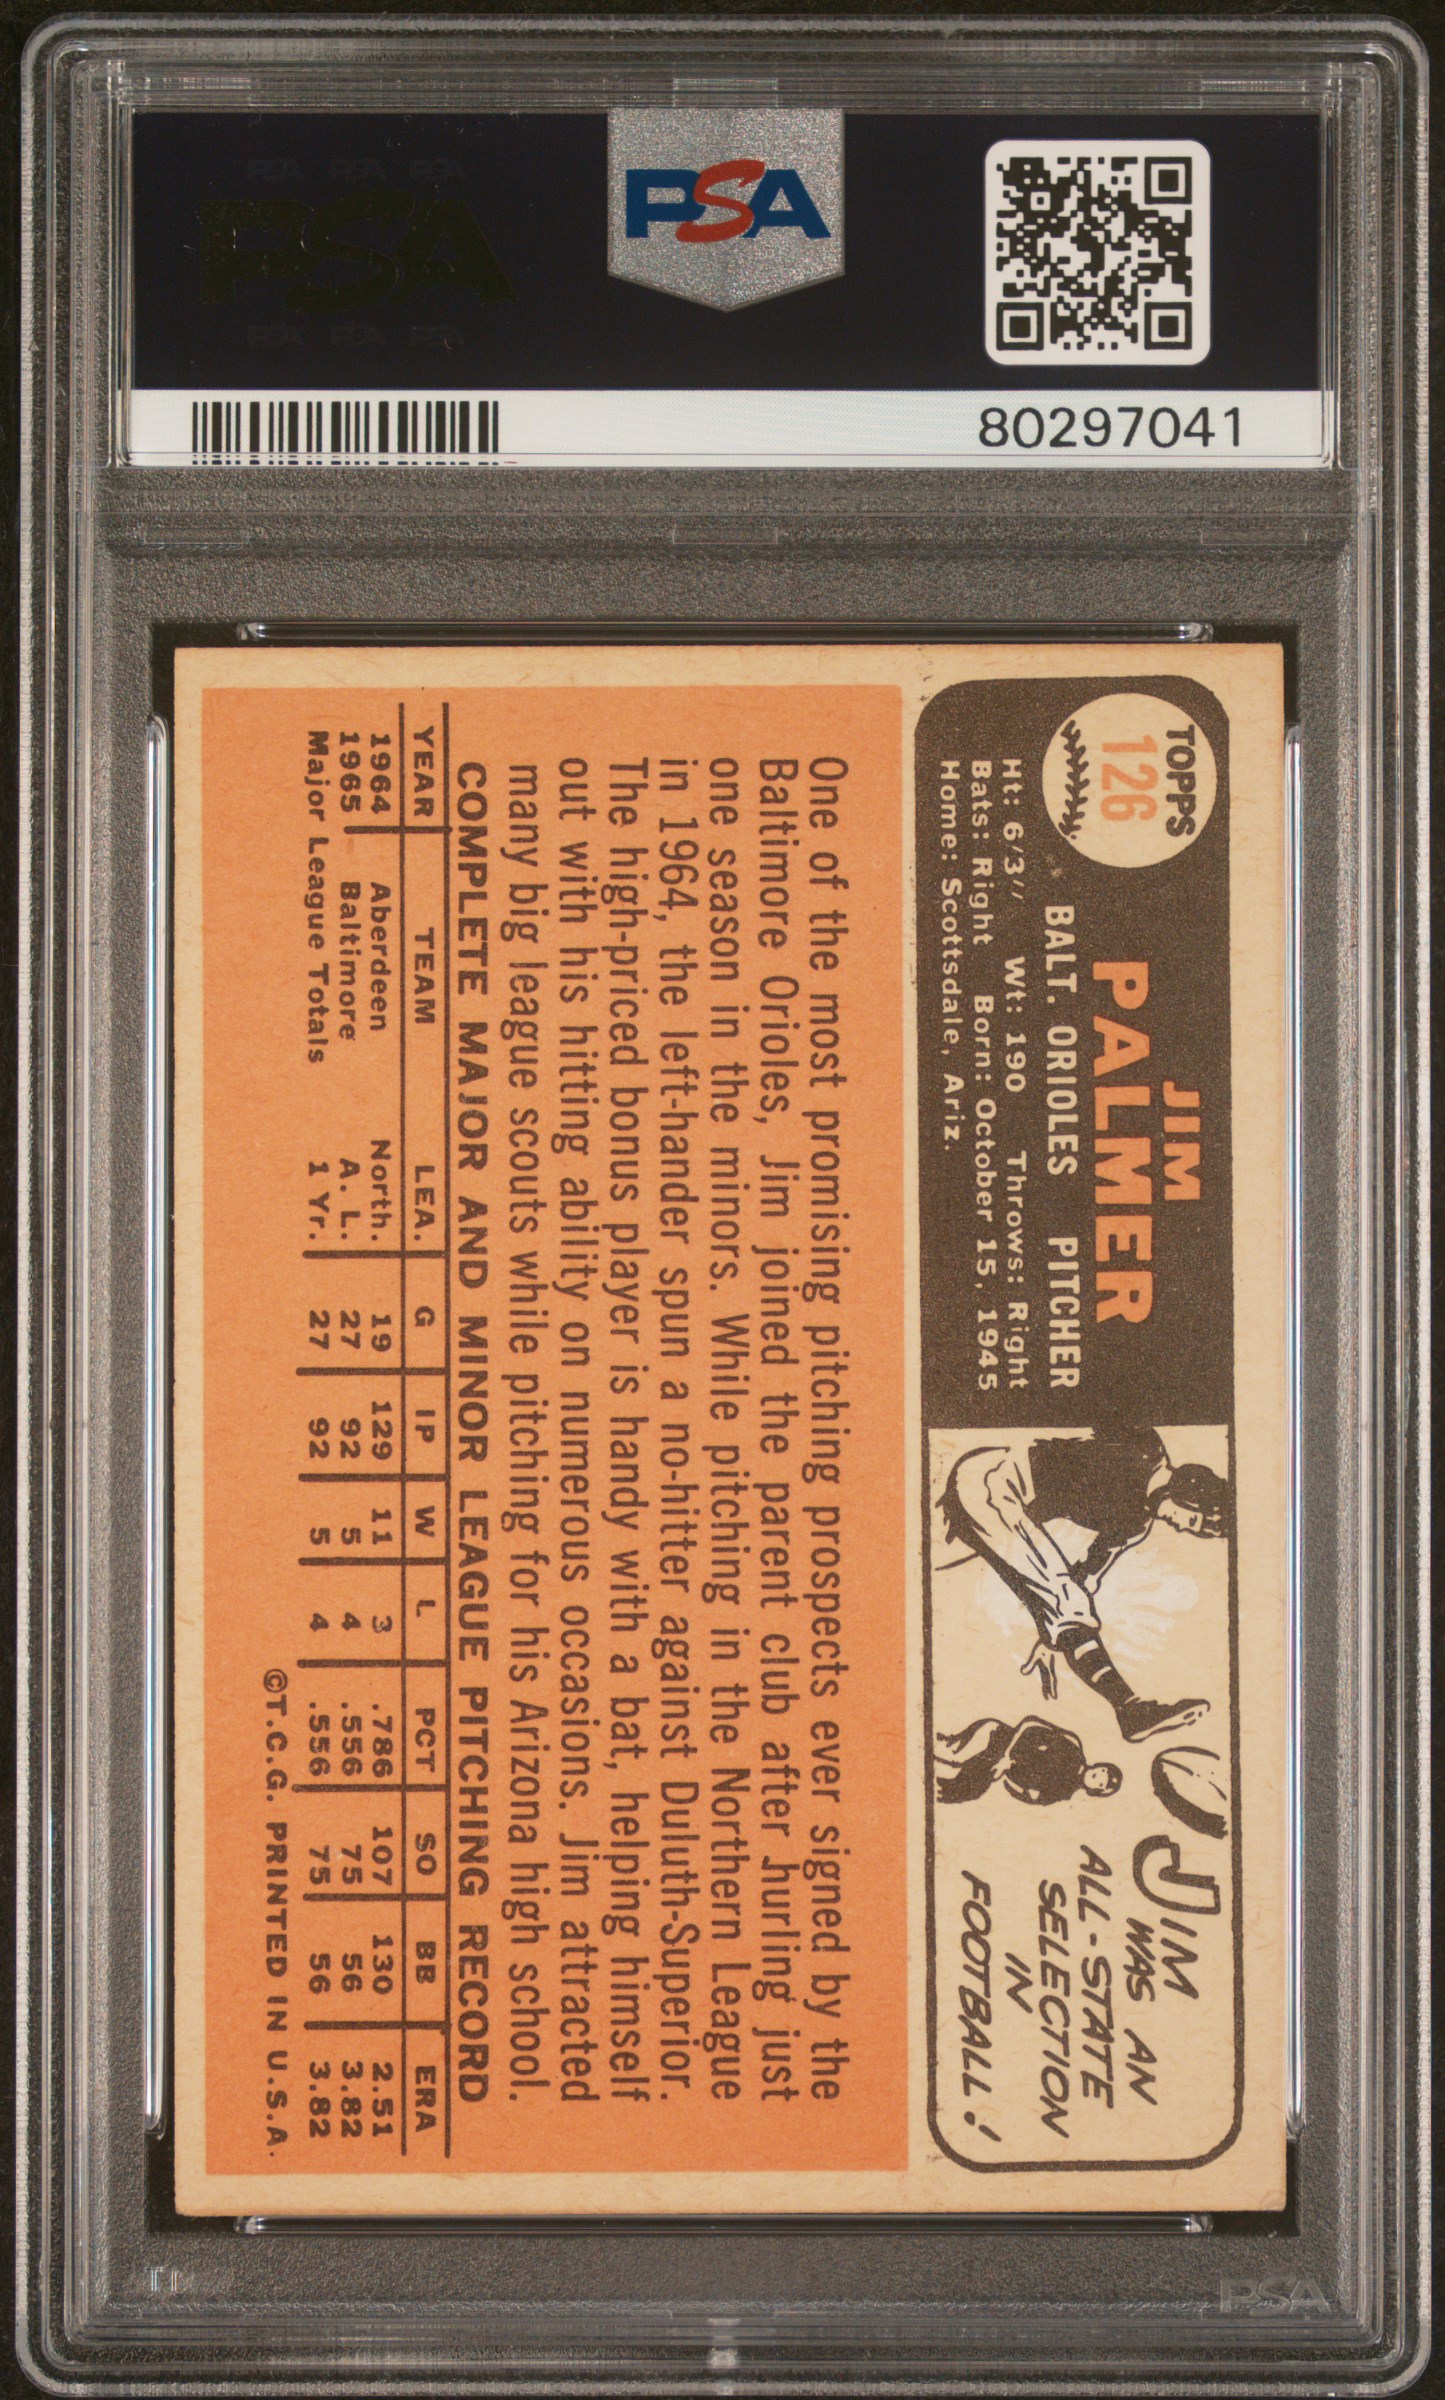 PSA PSA PSA
PSA
PSA PSA PSA
PSA
80297041
TOPPS
126
JIM
PALMER
BALT. ORIOLES PITCHER
Ht: 6'3" Wt: 190 Throws: Right
Bats: Right Born: October 15, 1945
Home: Scottsdale, Ariz.
JIM
WAS AN
ALL-STATE
SELECTION
IN
FOOTBALL!
One of the most promising pitching prospects ever signed by the
Baltimore Orioles, Jim joined the parent club after hurling just
one season in the minors. While pitching in the Northern League
in 1964, the left-hander spun a no-hitter against Duluth-Superior.
The high-priced bonus player is handy with a bat, helping himself
out with his hitting ability on numerous occasions. Jim attracted
many big league scouts while pitching for his Arizona high school.
COMPLETE MAJOR AND MINOR LEAGUE PITCHING RECORD
YEAR TEAM LEA. G IP W L PCT SO BB ERA
1964 Aberdeen North. 19 129 11 3 .786 107 130 2.51
1965 Baltimore A. L. 27 92 5 4 .556 75 56 3.82
Major League Totals 1 Yr. 27 92 5 4 .556 75 56 3.82
©T.C.G. PRINTED IN U.S.A.
PSA